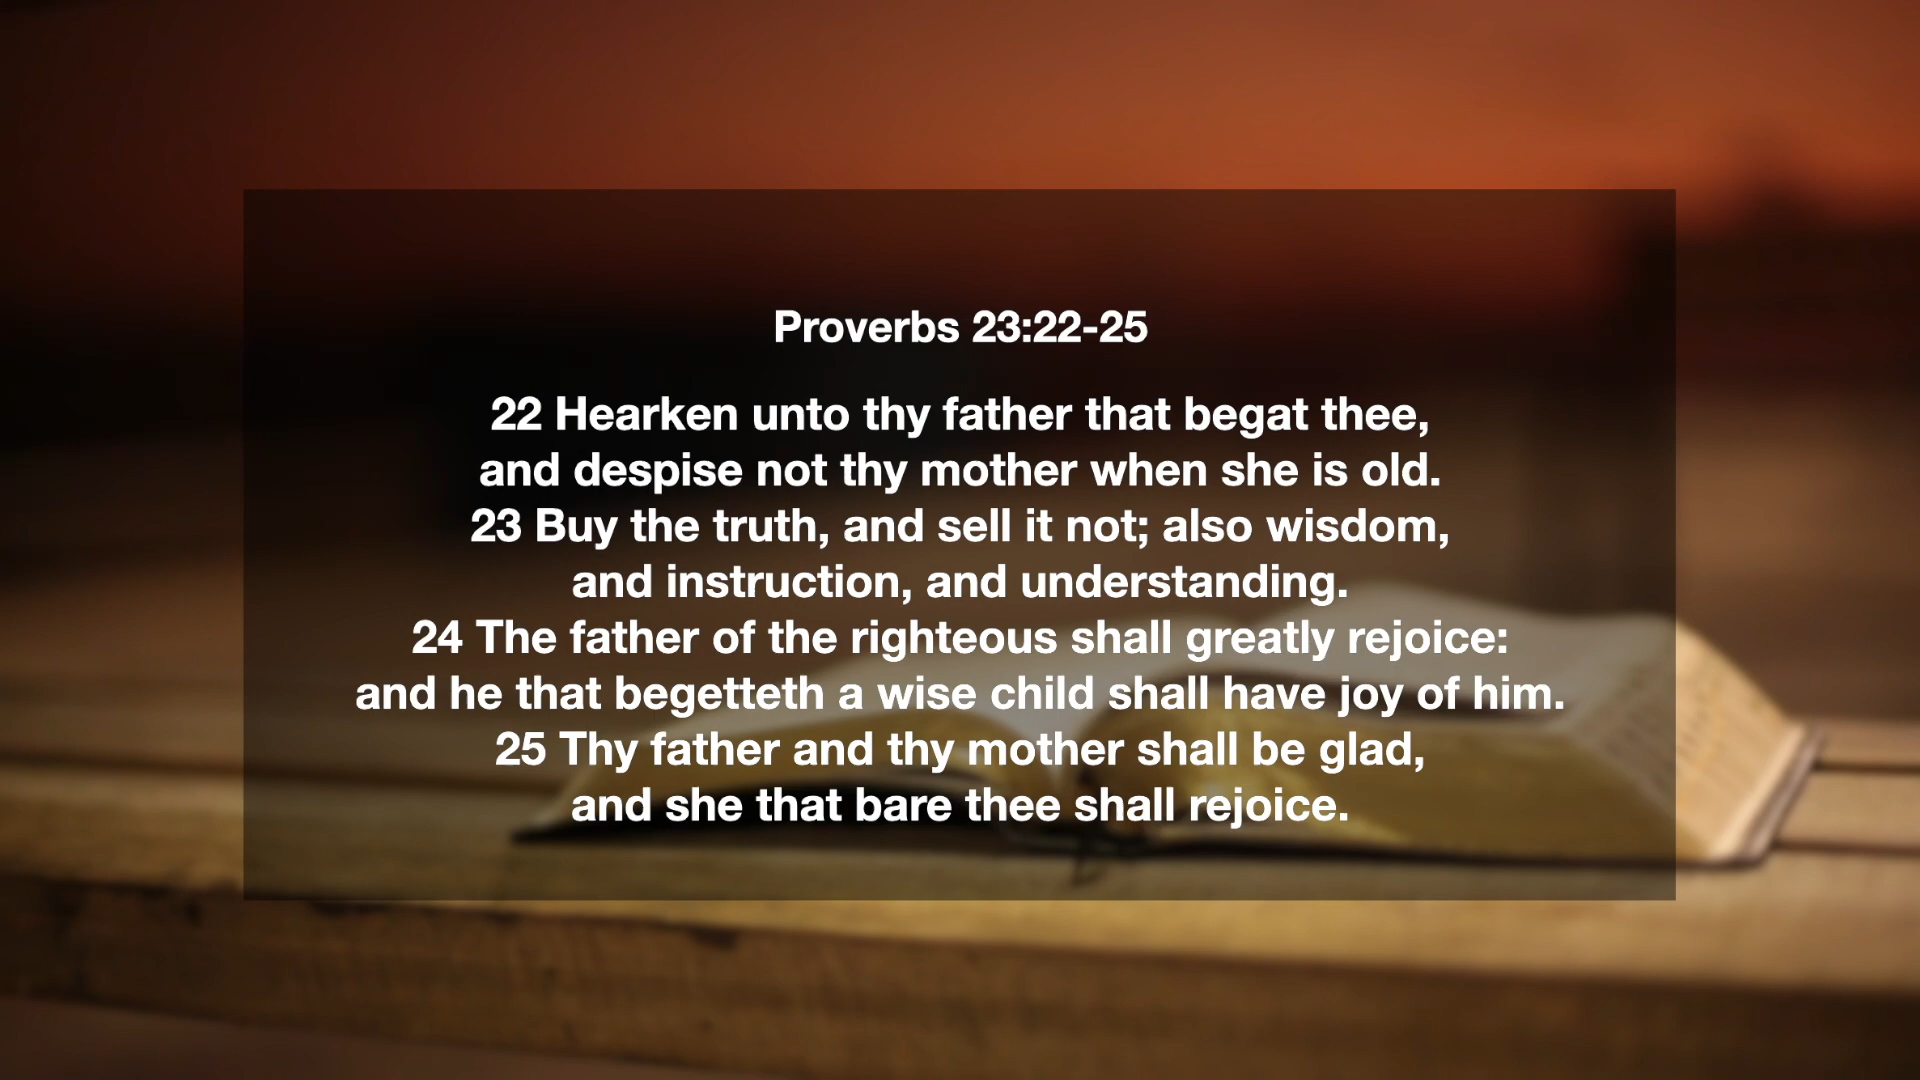 Proverbs 23:22-25
22 Hearken unto thy father that begat thee,
and despise not thy mother when she is old.
23 Buy the truth, and sell it not; also wisdom,
and instruction, and understanding.
24 The father of the righteous shall greatly rejoice:
and he that begetteth a wise child shall have joy of him.
25 Thy father and thy mother shall be glad,
and she that bare thee shall rejoice.